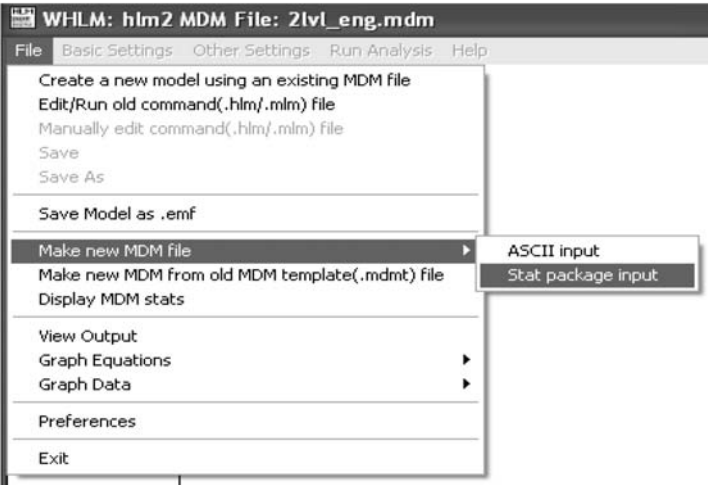 WHLM: hlm2 MDM File: 2lvl_eng.mdm
File Basic Settings Other Settings Run Analysis Help
Create a new model using an existing MDM file
Edit/Run old command(.hlm/.mlm) file
Manually edit command(.hlm/.mlm) file
Save
Save As
Save Model as .emf
Make new MDM file
ASCII input
Make new MDM from old MDM template(.mdmt) file
Stat package input
Display MDM stats
View Output
Graph Equations
Graph Data
Preferences
Exit